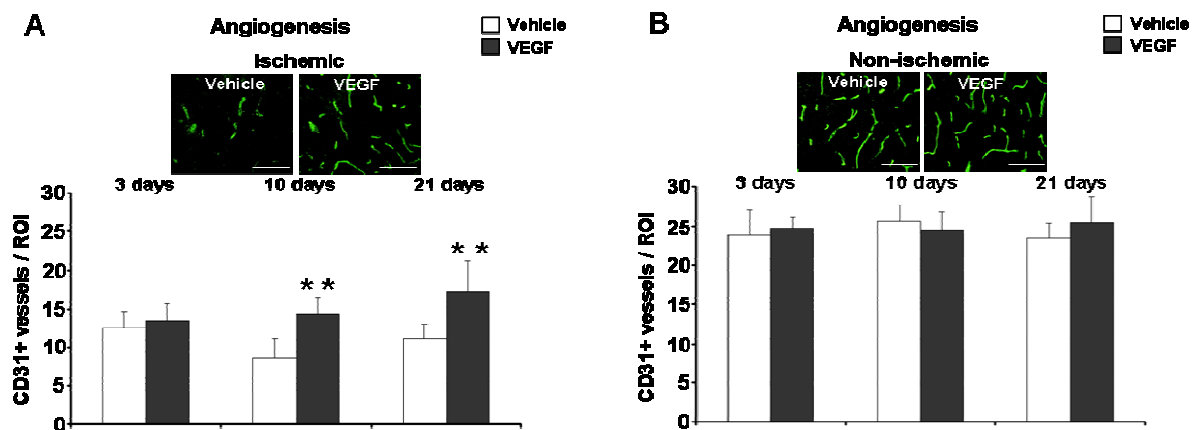 A
Angiogenesis
Vehicle
VEGF
Ischemic
Vehicle
VEGF
3 days
10 days
21 days
CD31+ vessels / ROI
30
25
20
15
10
5
0
**
**
B
Angiogenesis
Vehicle
VEGF
Non-ischemic
Vehicle
VEGF
3 days
10 days
21 days
CD31+ vessels / ROI
30
25
20
15
10
5
0